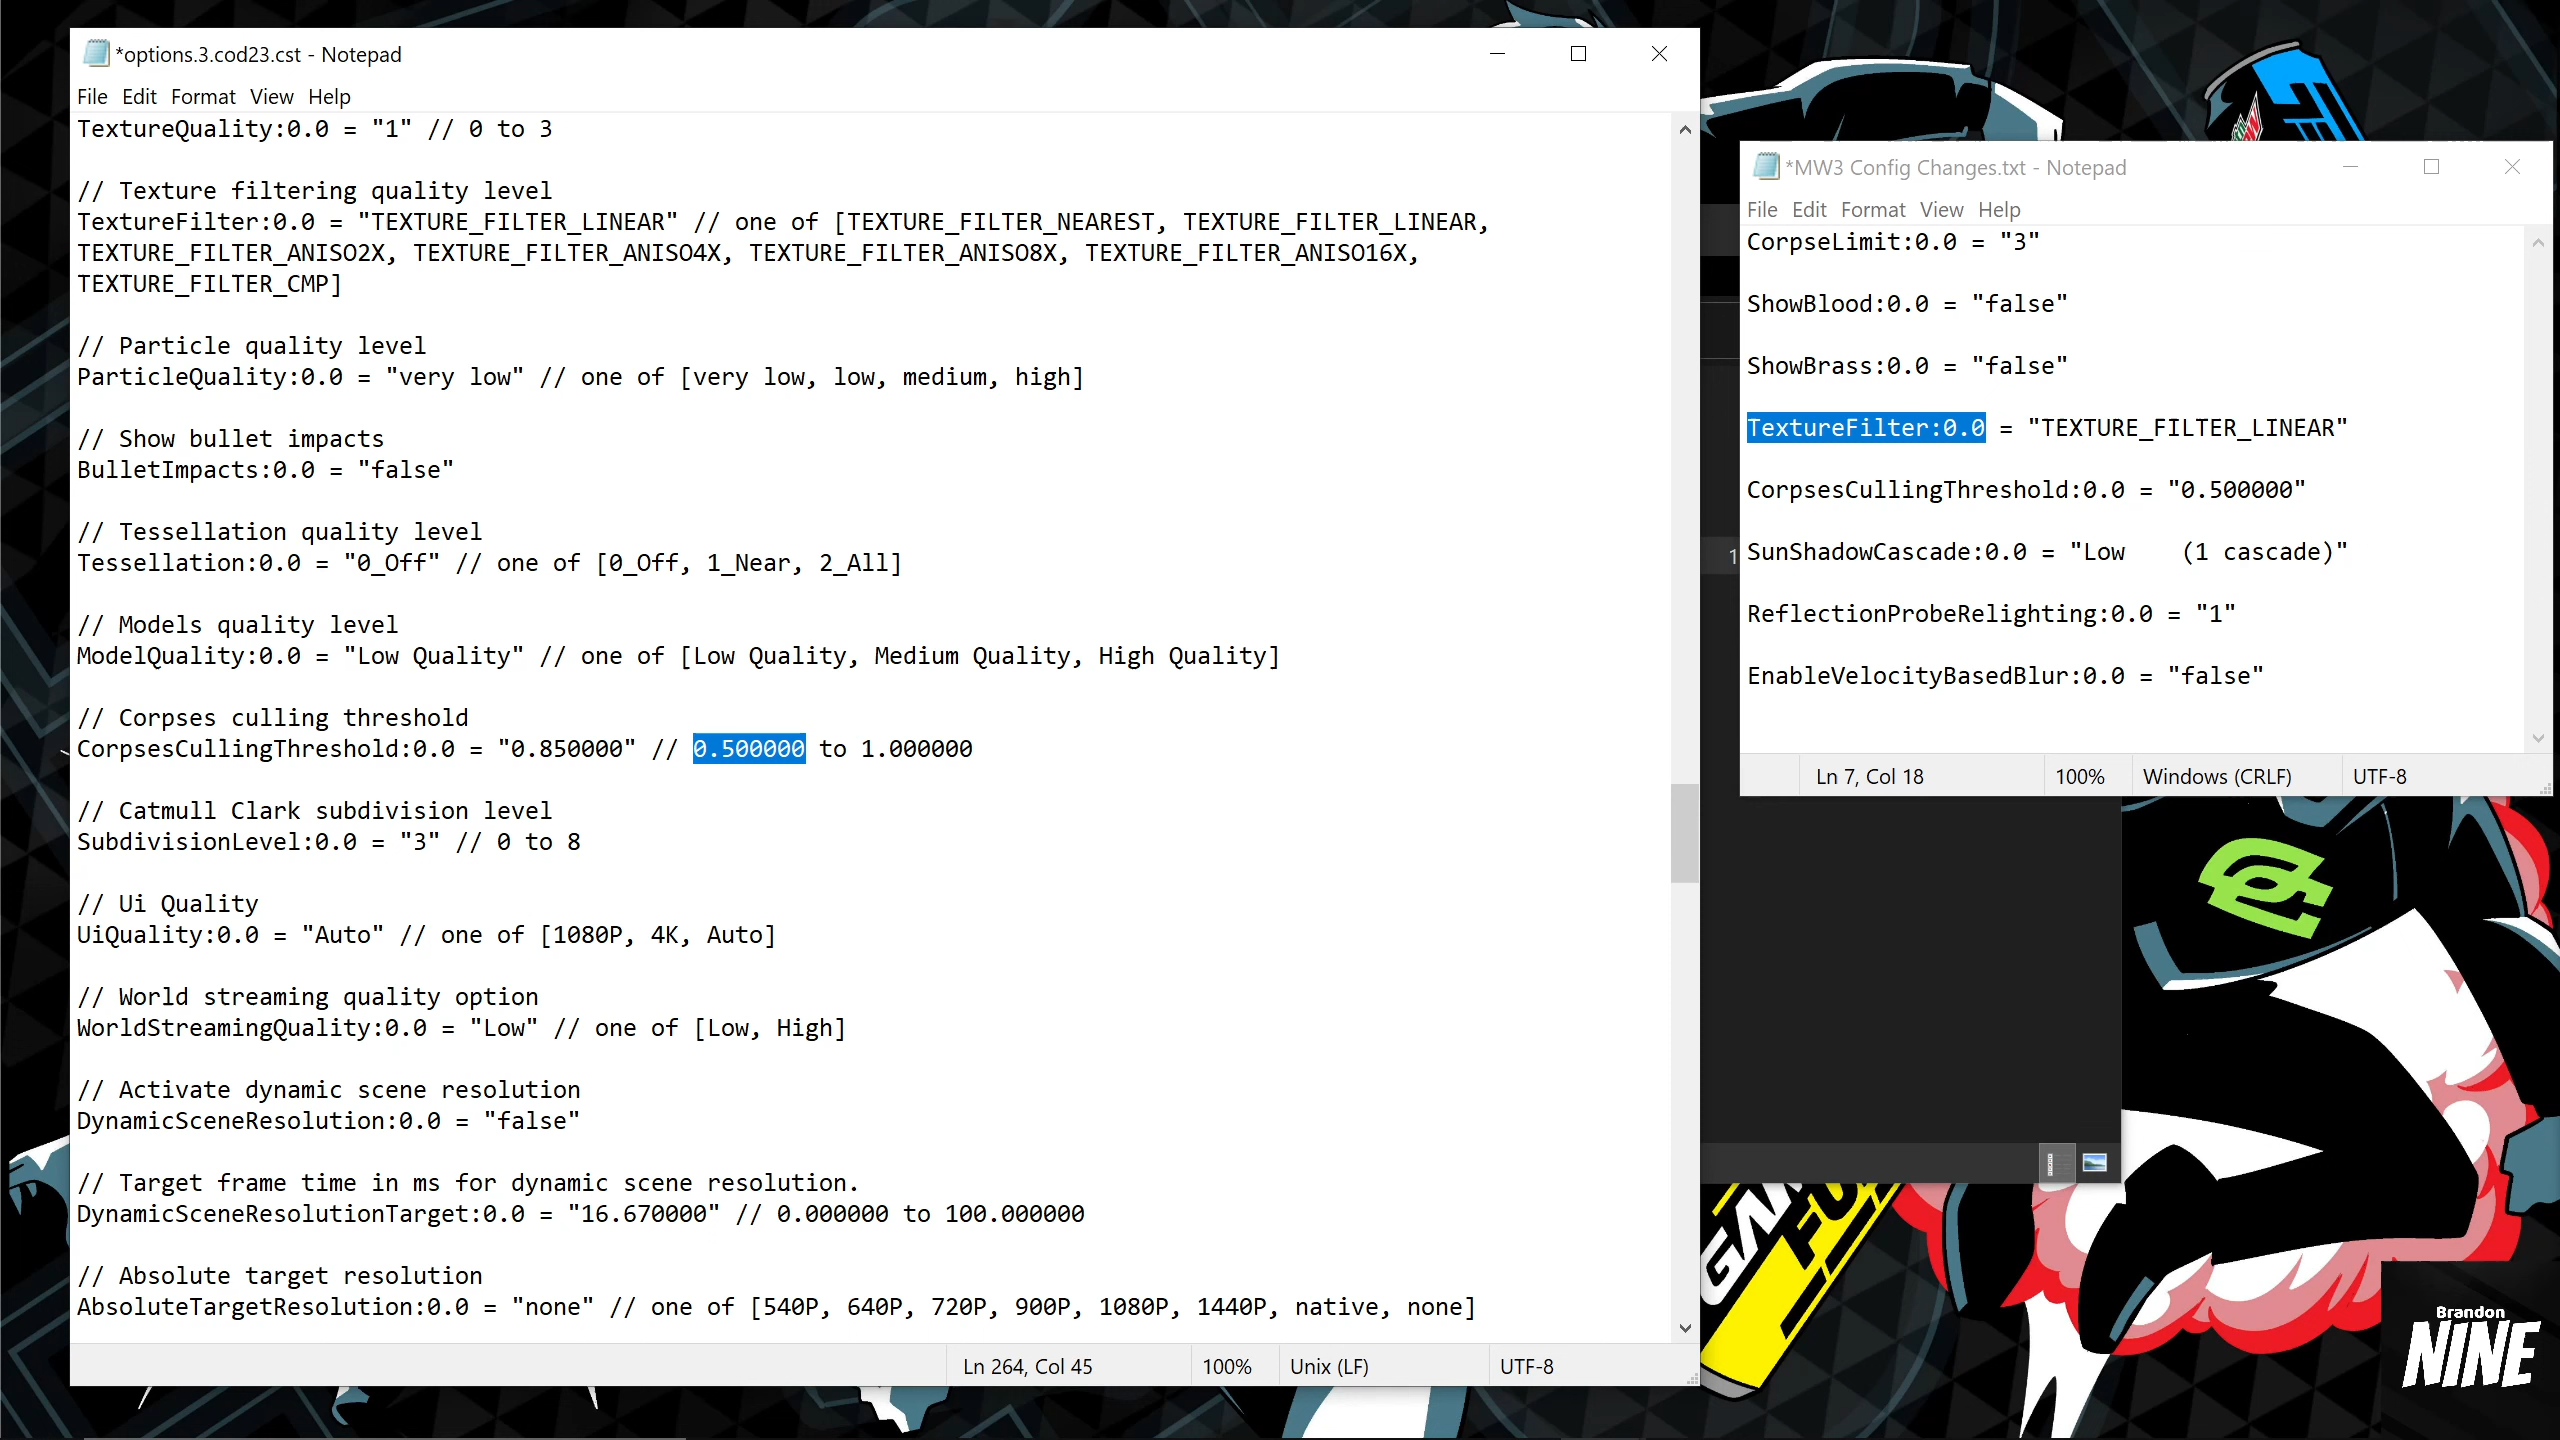 *options.3.cod23.cst - Notepad
File Edit Format View Help
TextureQuality:0.0 = "1" // 0 to 3
// Texture filtering quality level
TextureFilter:0.0 = "TEXTURE_FILTER_LINEAR" // one of [TEXTURE_FILTER_NEAREST, TEXTURE_FILTER_LINEAR,
TEXTURE_FILTER_ANISO2X, TEXTURE_FILTER_ANISO4X, TEXTURE_FILTER_ANISO8X, TEXTURE_FILTER_ANISO16X,
TEXTURE_FILTER_CMP]
// Particle quality level
ParticleQuality:0.0 = "very low" // one of [very low, low, medium, high]
// Show bullet impacts
BulletImpacts:0.0 = "false"
// Tessellation quality level
Tessellation:0.0 = "0_Off" // one of [0_Off, 1_Near, 2_All]
// Models quality level
ModelQuality:0.0 = "Low Quality" // one of [Low Quality, Medium Quality, High Quality]
// Corpses culling threshold
CorpsesCullingThreshold:0.0 = "0.850000" // 0.500000 to 1.000000
// Catmull Clark subdivision level
SubdivisionLevel:0.0 = "3" // 0 to 8
// Ui Quality
UiQuality:0.0 = "Auto" // one of [1080P, 4K, Auto]
// World streaming quality option
WorldStreamingQuality:0.0 = "Low" // one of [Low, High]
// Activate dynamic scene resolution
DynamicSceneResolution:0.0 = "false"
// Target frame time in ms for dynamic scene resolution.
DynamicSceneResolutionTarget:0.0 = "16.670000" // 0.000000 to 100.000000
// Absolute target resolution
AbsoluteTargetResolution:0.0 = "none" // one of [540P, 640P, 720P, 900P, 1080P, 1440P, native, none]
Ln 264, Col 45 100% Unix (LF) UTF-8
*MW3 Config Changes.txt - Notepad
File Edit Format View Help
CorpseLimit:0.0 = "3"
ShowBlood:0.0 = "false"
ShowBrass:0.0 = "false"
TextureFilter:0.0 = "TEXTURE_FILTER_LINEAR"
CorpsesCullingThreshold:0.0 = "0.500000"
SunShadowCascade:0.0 = "Low    (1 cascade)"
ReflectionProbeRelighting:0.0 = "1"
EnableVelocityBasedBlur:0.0 = "false"
Ln 7, Col 18 100% Windows (CRLF) UTF-8
1
Brandon
NINE